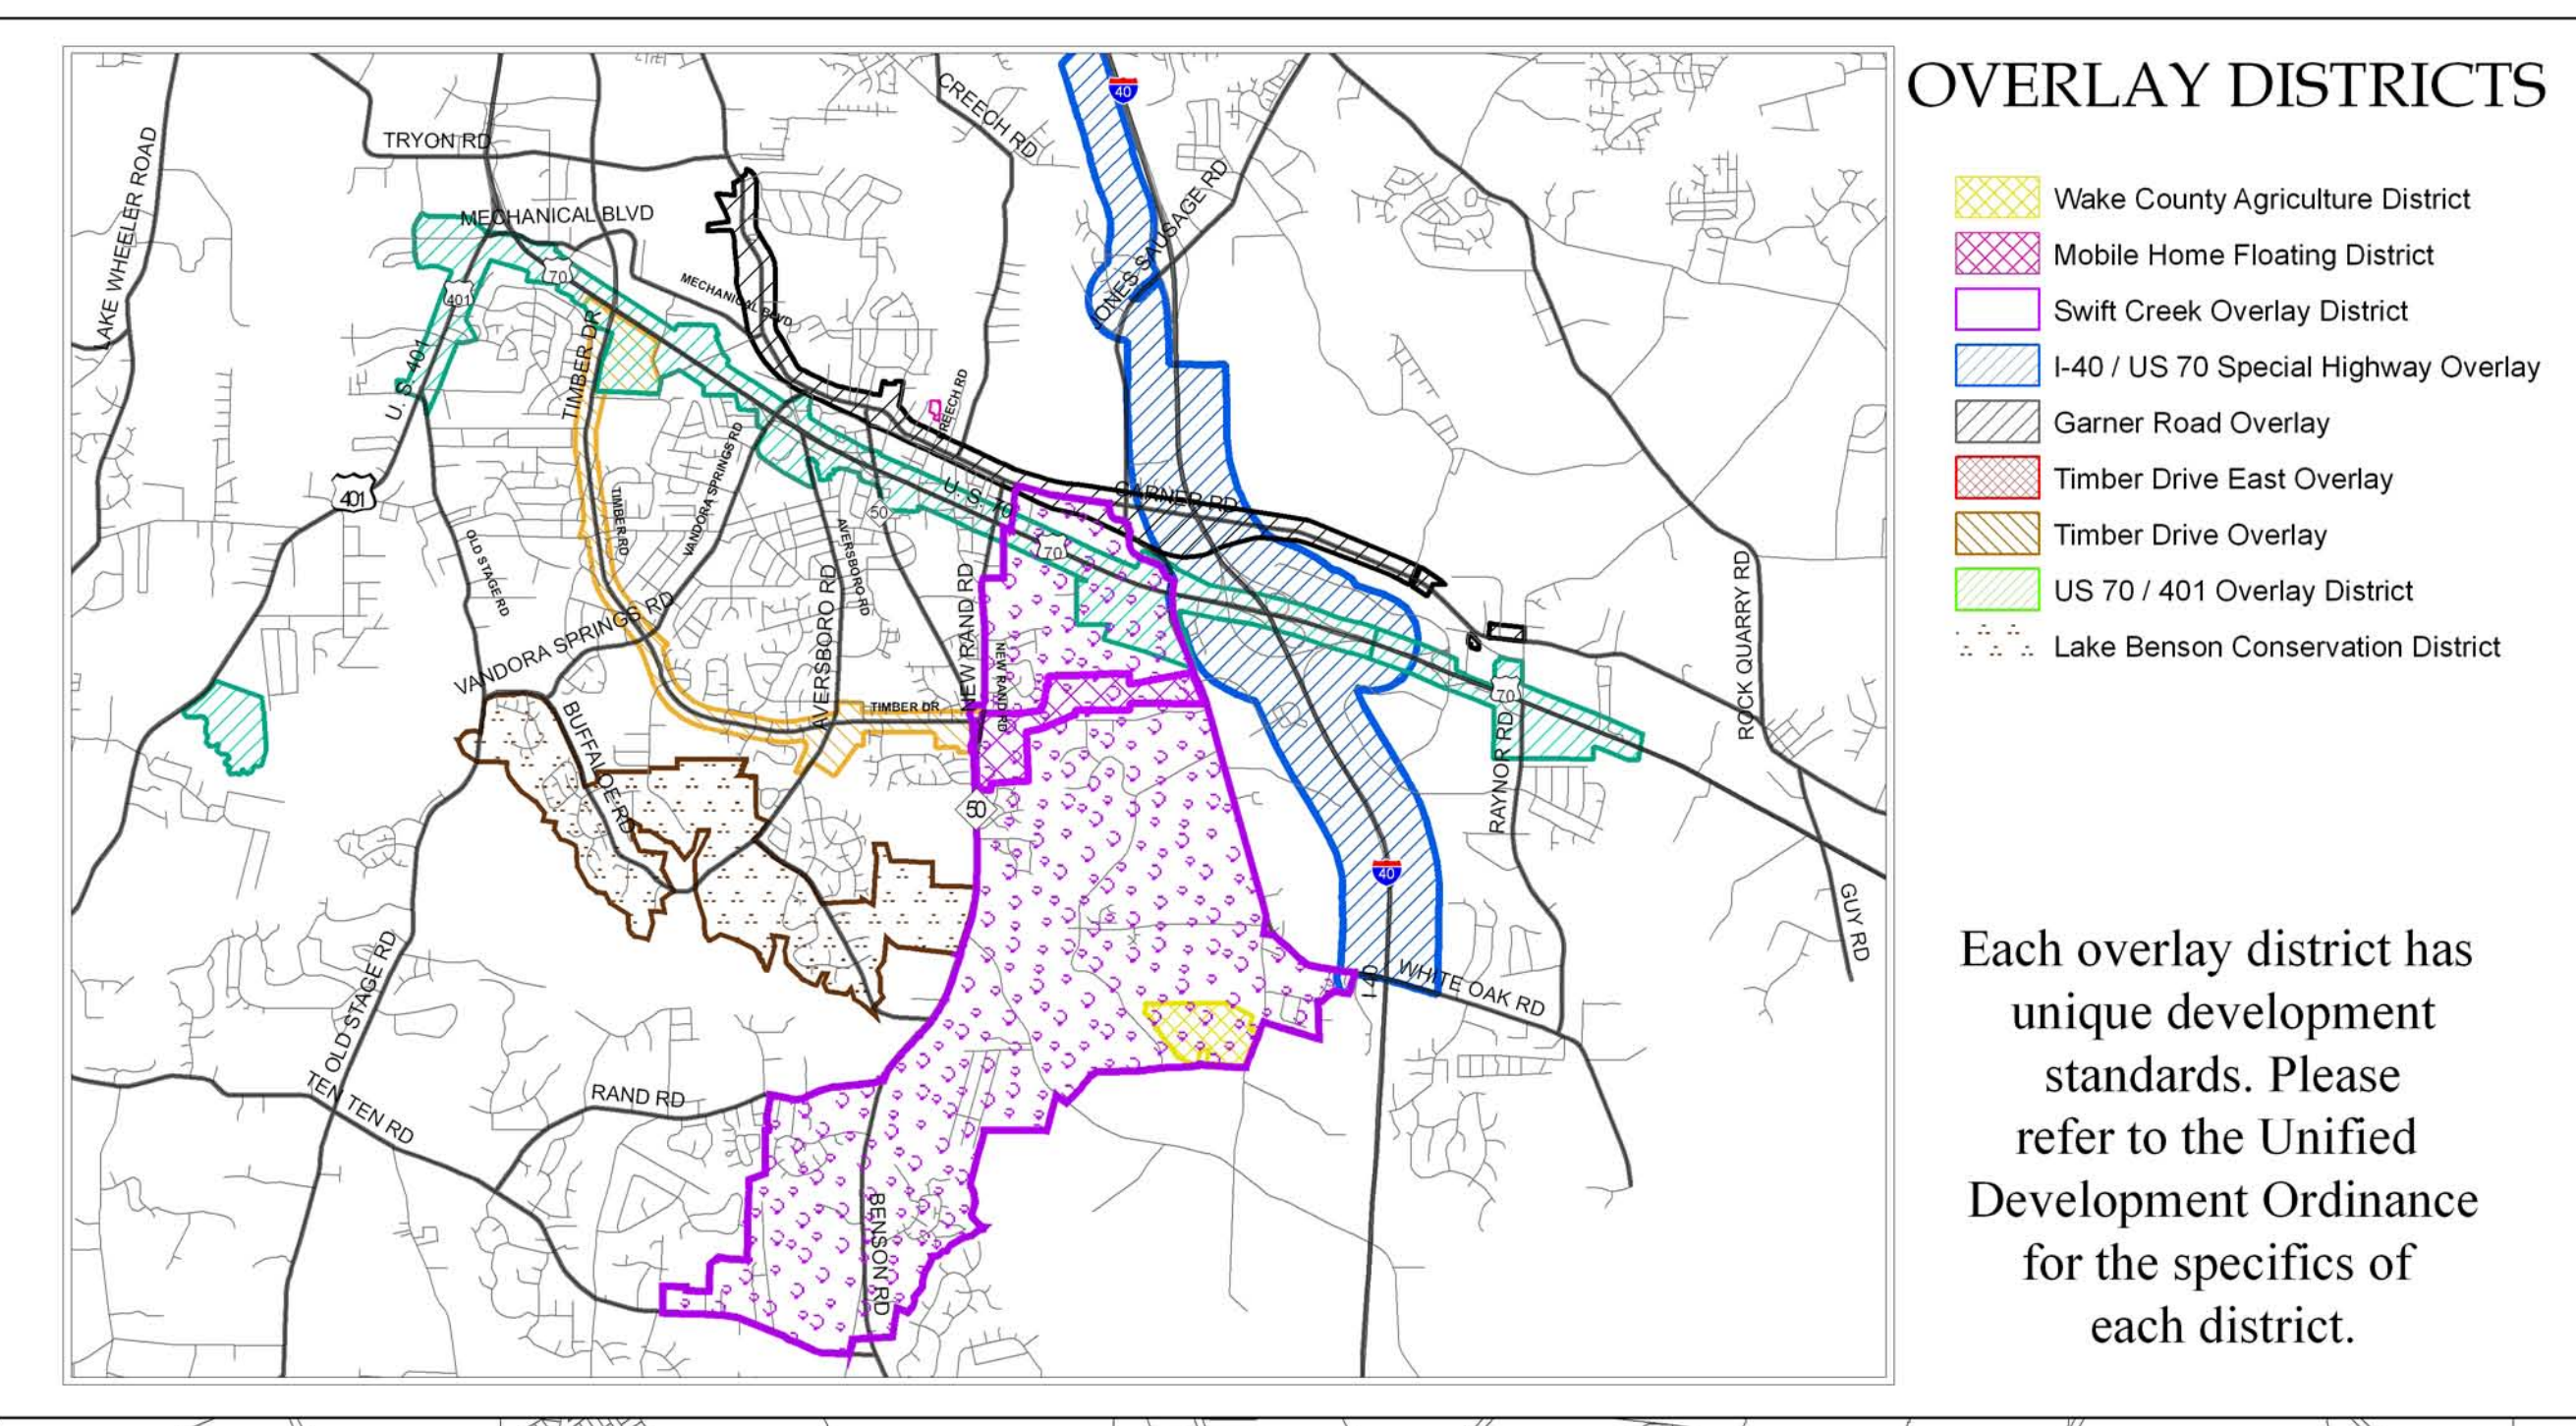 OVERLAY DISTRICTS
Wake County Agriculture District
Mobile Home Floating District
Swift Creek Overlay District
I-40 / US 70 Special Highway Overlay
Garner Road Overlay
Timber Drive East Overlay
Timber Drive Overlay
US 70 / 401 Overlay District
Lake Benson Conservation District
Each overlay district has
unique development
standards. Please
refer to the Unified
Development Ordinance
for the specifics of
each district.
40
CREECH RD
TRYON RD
LAKE WHEELER ROAD
JONES SAUSAGE RD
MECHANICAL BLVD
70
401
MECHANICAL BLVD
TIMBER DR
U. S. 401
CREECH RD
VANDORA SPRINGS RD
401
U. S. 70
GARNER RD
50
TIMBER RD
AVERSBORO RD
OLD STAGE RD
70
ROCK QUARRY RD
AVERSBORO RD
NEW RAND RD
VANDORA SPRINGS RD
NEW RAND RD
70
TIMBER DR
BUFFALOE RD
RAYNOR RD
50
40
GUY RD
OLD STAGE RD
I-40
WHITE OAK RD
TEN TEN RD
RAND RD
BENSON RD